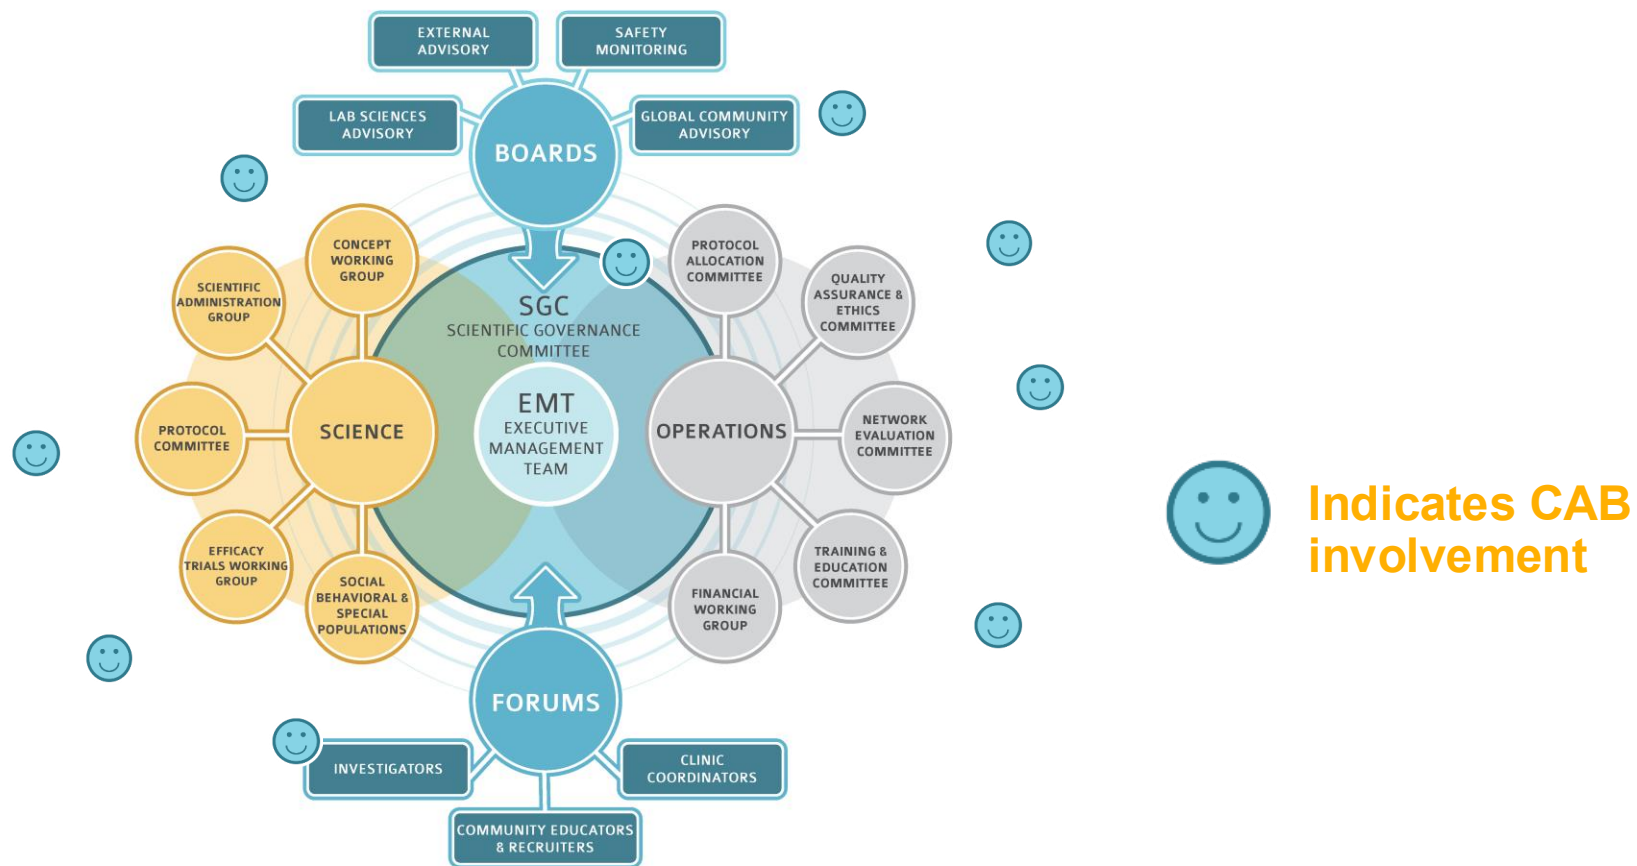 EXTERNAL
ADVISORY
SAFETY
MONITORING
LAB SCIENCES
ADVISORY
GLOBAL COMMUNITY
ADVISORY
BOARDS
CONCEPT
WORKING
GROUP
SCIENTIFIC
ADMINISTRATION
GROUP
PROTOCOL
COMMITTEE
EFFICACY
TRIALS WORKING
GROUP
SOCIAL
BEHAVIORAL &
SPECIAL
POPULATIONS
SCIENCE
SGC
SCIENTIFIC GOVERNANCE
COMMITTEE
EMT
EXECUTIVE
MANAGEMENT
TEAM
OPERATIONS
PROTOCOL
ALLOCATION
COMMITTEE
QUALITY
ASSURANCE &
ETHICS
COMMITTEE
NETWORK
EVALUATION
COMMITTEE
TRAINING &
EDUCATION
COMMITTEE
FINANCIAL
WORKING
GROUP
FORUMS
INVESTIGATORS
CLINIC
COORDINATORS
COMMUNITY EDUCATORS
& RECRUITERS
Indicates CAB
involvement